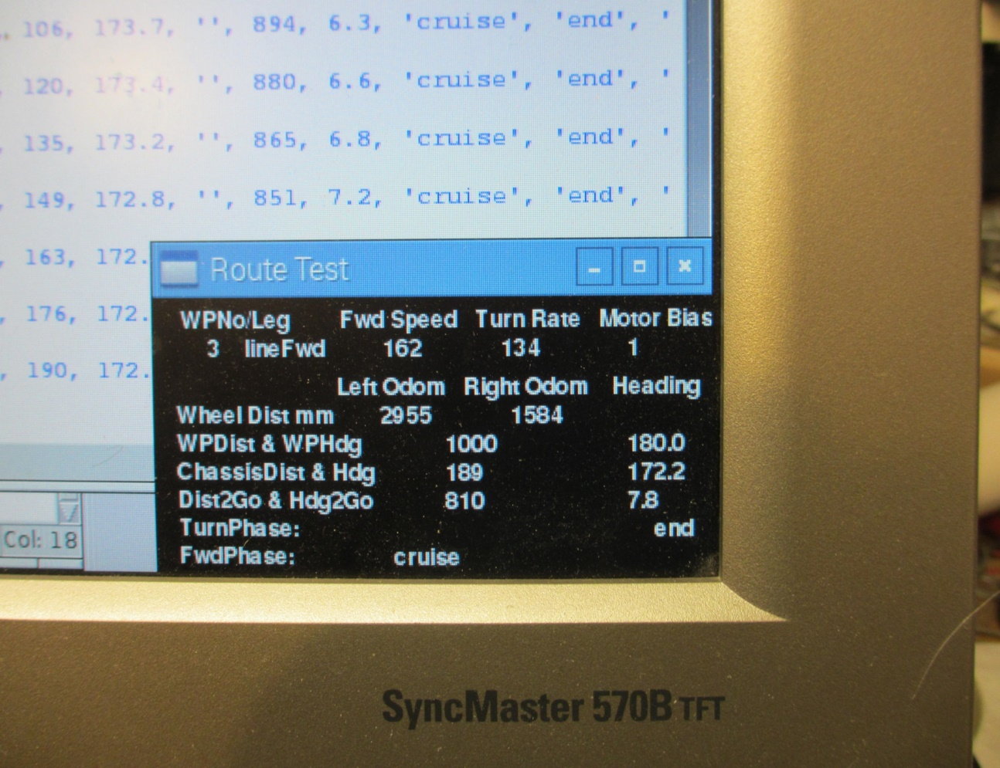 106, 173.7, '', 894, 6.3, 'cruise', 'end', '
, 120, 173.4, '', 880, 6.6, 'cruise', 'end', '
, 135, 173.2, '', 865, 6.8, 'cruise', 'end', '
, 149, 172.8, '', 851, 7.2, 'cruise', 'end', '
, 163, 172.
, 176, 172.
, 190, 172.
Route Test
WPNo/Leg Fwd Speed Turn Rate Motor Bias
3 lineFwd 162 134 1
Left Odom Right Odom Heading
Wheel Dist mm 2955 1584
WPDist & WPHdg 1000 180.0
ChassisDist & Hdg 189 172.2
Dist2Go & Hdg2Go 810 7.8
TurnPhase: end
FwdPhase: cruise
Col: 18
SyncMaster 570B TFT